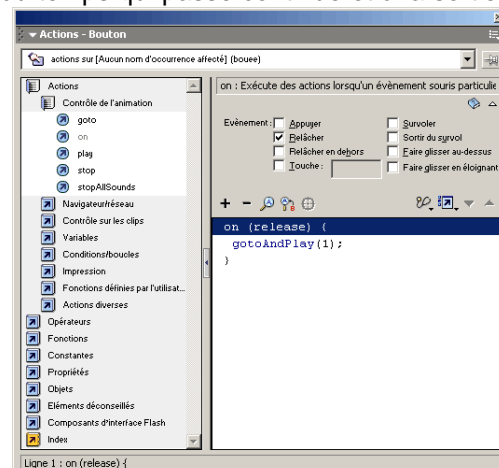 Actions - Bouton
actions sur [Aucun nom d'occurrence affecté] (bouee)
Actions
Contrôle de l'animation
goto
on
play
stop
stopAllSounds
Navigateur/réseau
Contrôle sur les clips
Variables
Conditions/boucles
Impression
Fonctions définies par l'utilisat...
Actions diverses
Opérateurs
Fonctions
Constantes
Propriétés
Objets
Eléments déconseillés
Composants d'interface Flash
Index
on : Exécute des actions lorsqu'un évènement souris particulie
Evènement :
Appuyer
Survoler
Relâcher
Sortir du survol
Relâcher en dehors
Faire glisser au-dessus
Touche :
Faire glisser en éloignant
on (release) {
gotoAndPlay(1);
}
Ligne 1 : on (release) {